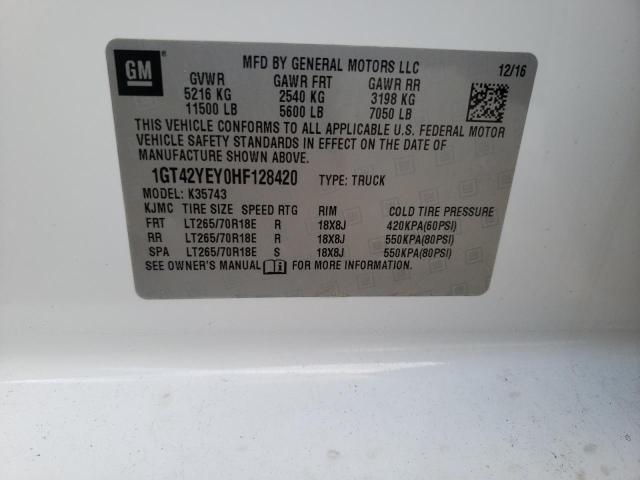 GM
MFD BY GENERAL MOTORS LLC 12/16
GVWR GAWR FRT GAWR RR
5216 KG 2540 KG 3198 KG
11500 LB 5600 LB 7050 LB
THIS VEHICLE CONFORMS TO ALL APPLICABLE U.S. FEDERAL MOTOR
VEHICLE SAFETY STANDARDS IN EFFECT ON THE DATE OF
MANUFACTURE SHOWN ABOVE.
1GT42YEY0HF128420 TYPE: TRUCK
MODEL: K35743
KJMC TIRE SIZE SPEED RTG RIM COLD TIRE PRESSURE
FRT LT265/70R18E R 18X8J 420KPA(60PSI)
RR LT265/70R18E R 18X8J 550KPA(80PSI)
SPA LT265/70R18E S 18X8J 550KPA(80PSI)
SEE OWNER'S MANUAL FOR MORE INFORMATION.